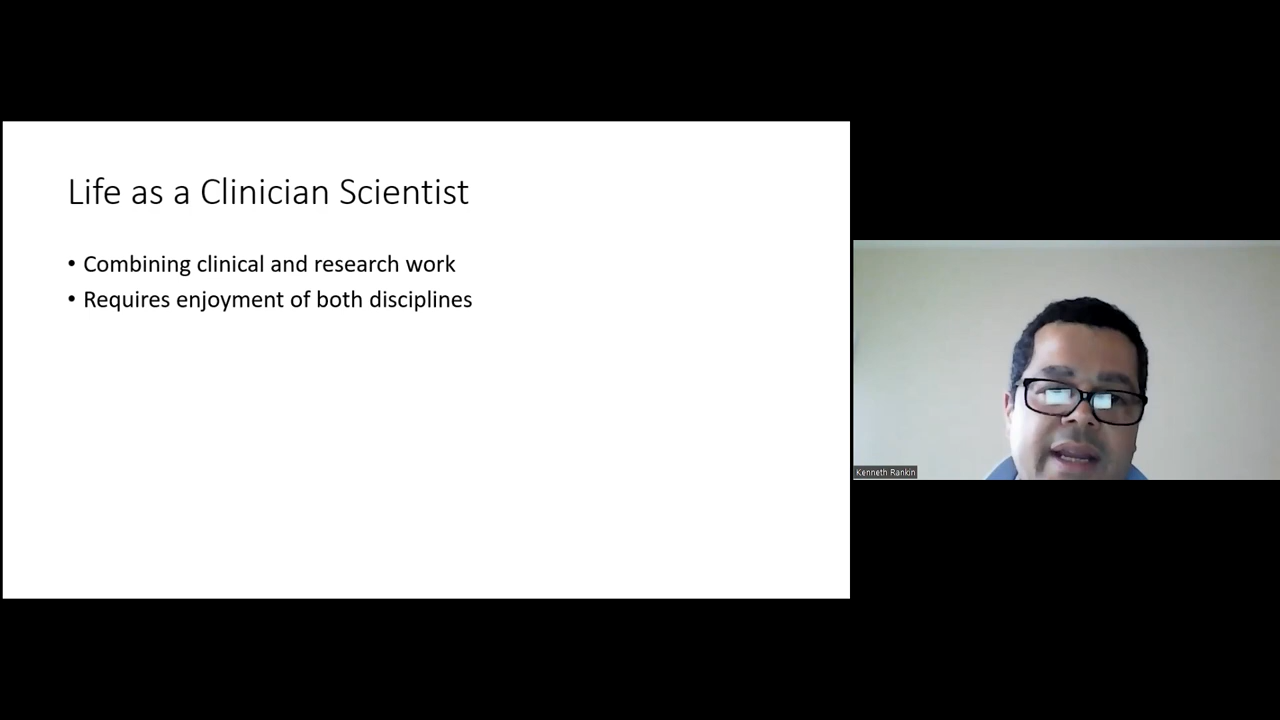 Life as a Clinician Scientist
• Combining clinical and research work
• Requires enjoyment of both disciplines
Kenneth Rankin